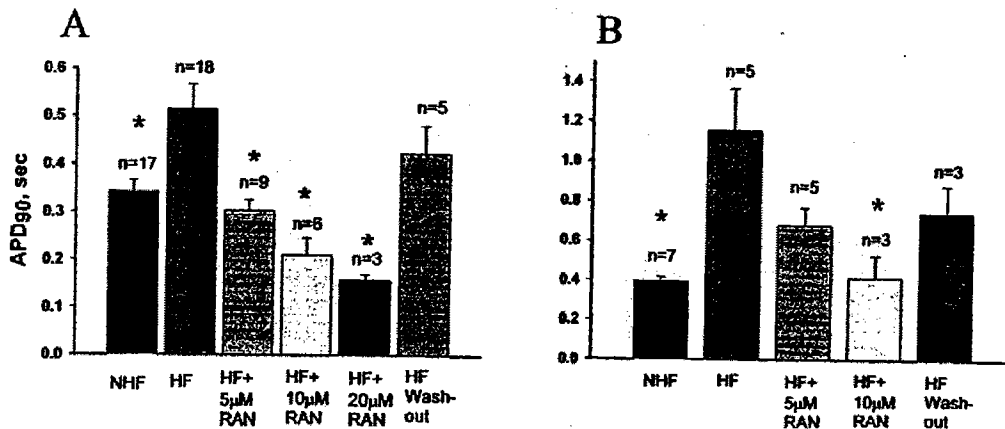 A
B
APD90, sec
0.6
0.5
0.4
0.3
0.2
0.1
0.0
*
n=17
n=18
*
n=9
*
n=8
*
n=3
n=5
NHF
HF
HF+
5µM
RAN
HF+
10µM
RAN
HF+
20µM
RAN
HF
Wash-
out
1.4
1.2
1.0
0.8
0.6
0.4
0.2
0.0
*
n=7
n=5
n=5
*
n=3
n=3
NHF
HF
HF+
5µM
RAN
HF+
10µM
RAN
HF
Wash-
out